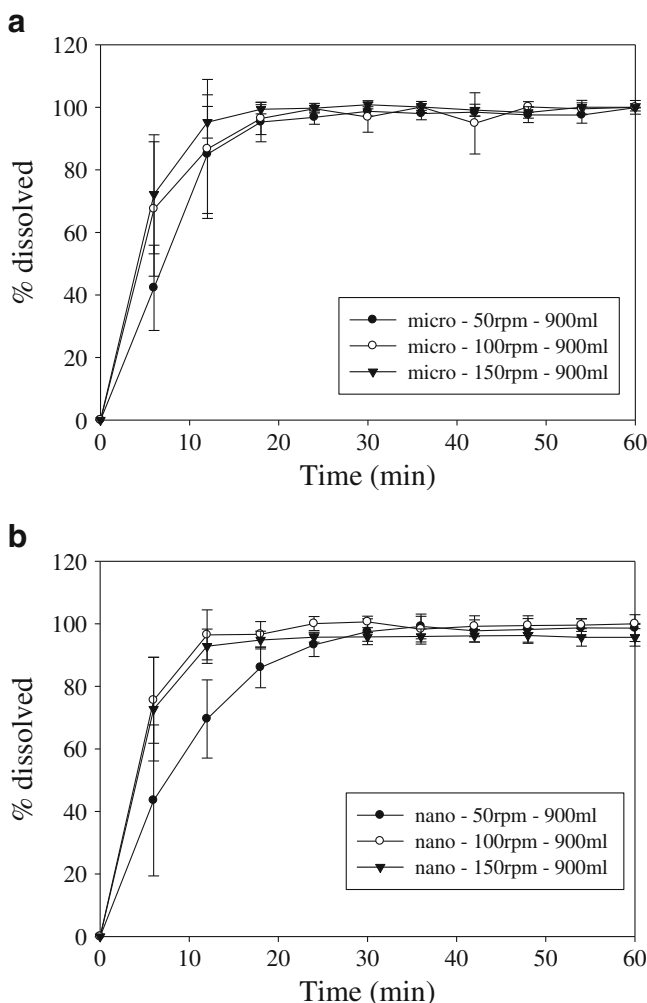 a
120
100
80
60
40
20
0
% dissolved
micro - 50rpm - 900ml
micro - 100rpm - 900ml
micro - 150rpm - 900ml
0 10 20 30 40 50 60
Time (min)
b
120
100
80
60
40
20
0
% dissolved
nano - 50rpm - 900ml
nano - 100rpm - 900ml
nano - 150rpm - 900ml
0 10 20 30 40 50 60
Time (min)